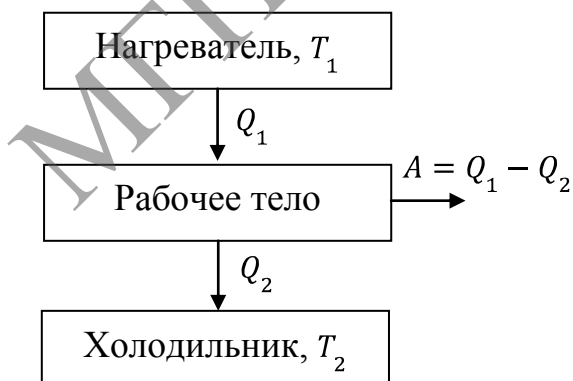 Нагреватель, T₁
Q₁
A = Q₁ − Q₂
Рабочее тело
Q₂
Холодильник, T₂